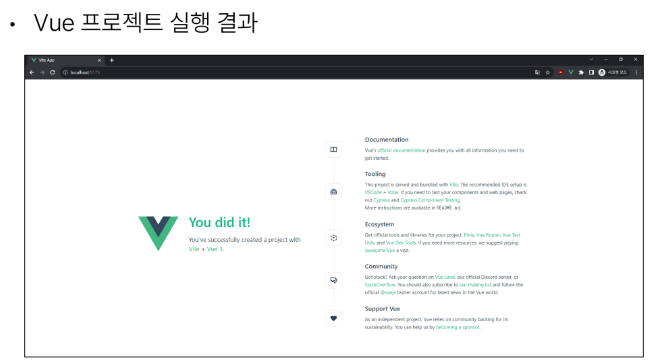 • Vue 프로젝트 실행 결과
Vite App
localhost:5173
You did it!
You've successfully created a project with
Vite + Vue 3.
Documentation
Vue's official documentation provides you with all information you need to
get started.
Tooling
This project is served and bundled with Vite. The recommended IDE setup is
VSCode + Volar. If you need to test your components and web pages, check
out Cypress and Cypress Component Testing.
More instructions are available in README.md.
Ecosystem
Get official tools and libraries for your project: Pinia, Vue Router, Vue Test
Utils, and Vue Dev Tools. If you need more resources, we suggest paying
Awesome Vue a visit.
Community
Got stuck? Ask your question on Vue Land, our official Discord server, or
StackOverflow. You should also subscribe to our mailing list and follow the
official @vuejs twitter account for latest news in the Vue world.
Support Vue
As an independent project, Vue relies on community backing for its
sustainability. You can help us by becoming a sponsor.